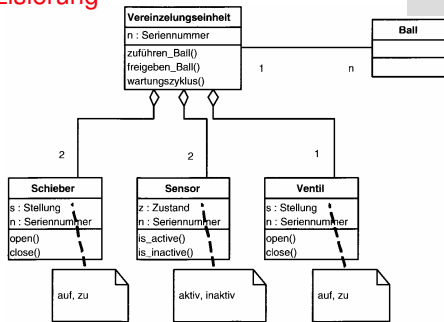 Vereinzelungseinheit
n : Seriennummer
zuführen_Ball()
freigeben_Ball()
wartungszyklus()
Ball
1
n
2
2
1
Schieber
s : Stellung
n : Seriennummer
open()
close()
Sensor
z : Zustand
n : Seriennummer
is_active()
is_inactive()
Ventil
s : Stellung
n : Seriennummer
open()
close()
auf, zu
aktiv, inaktiv
auf, zu